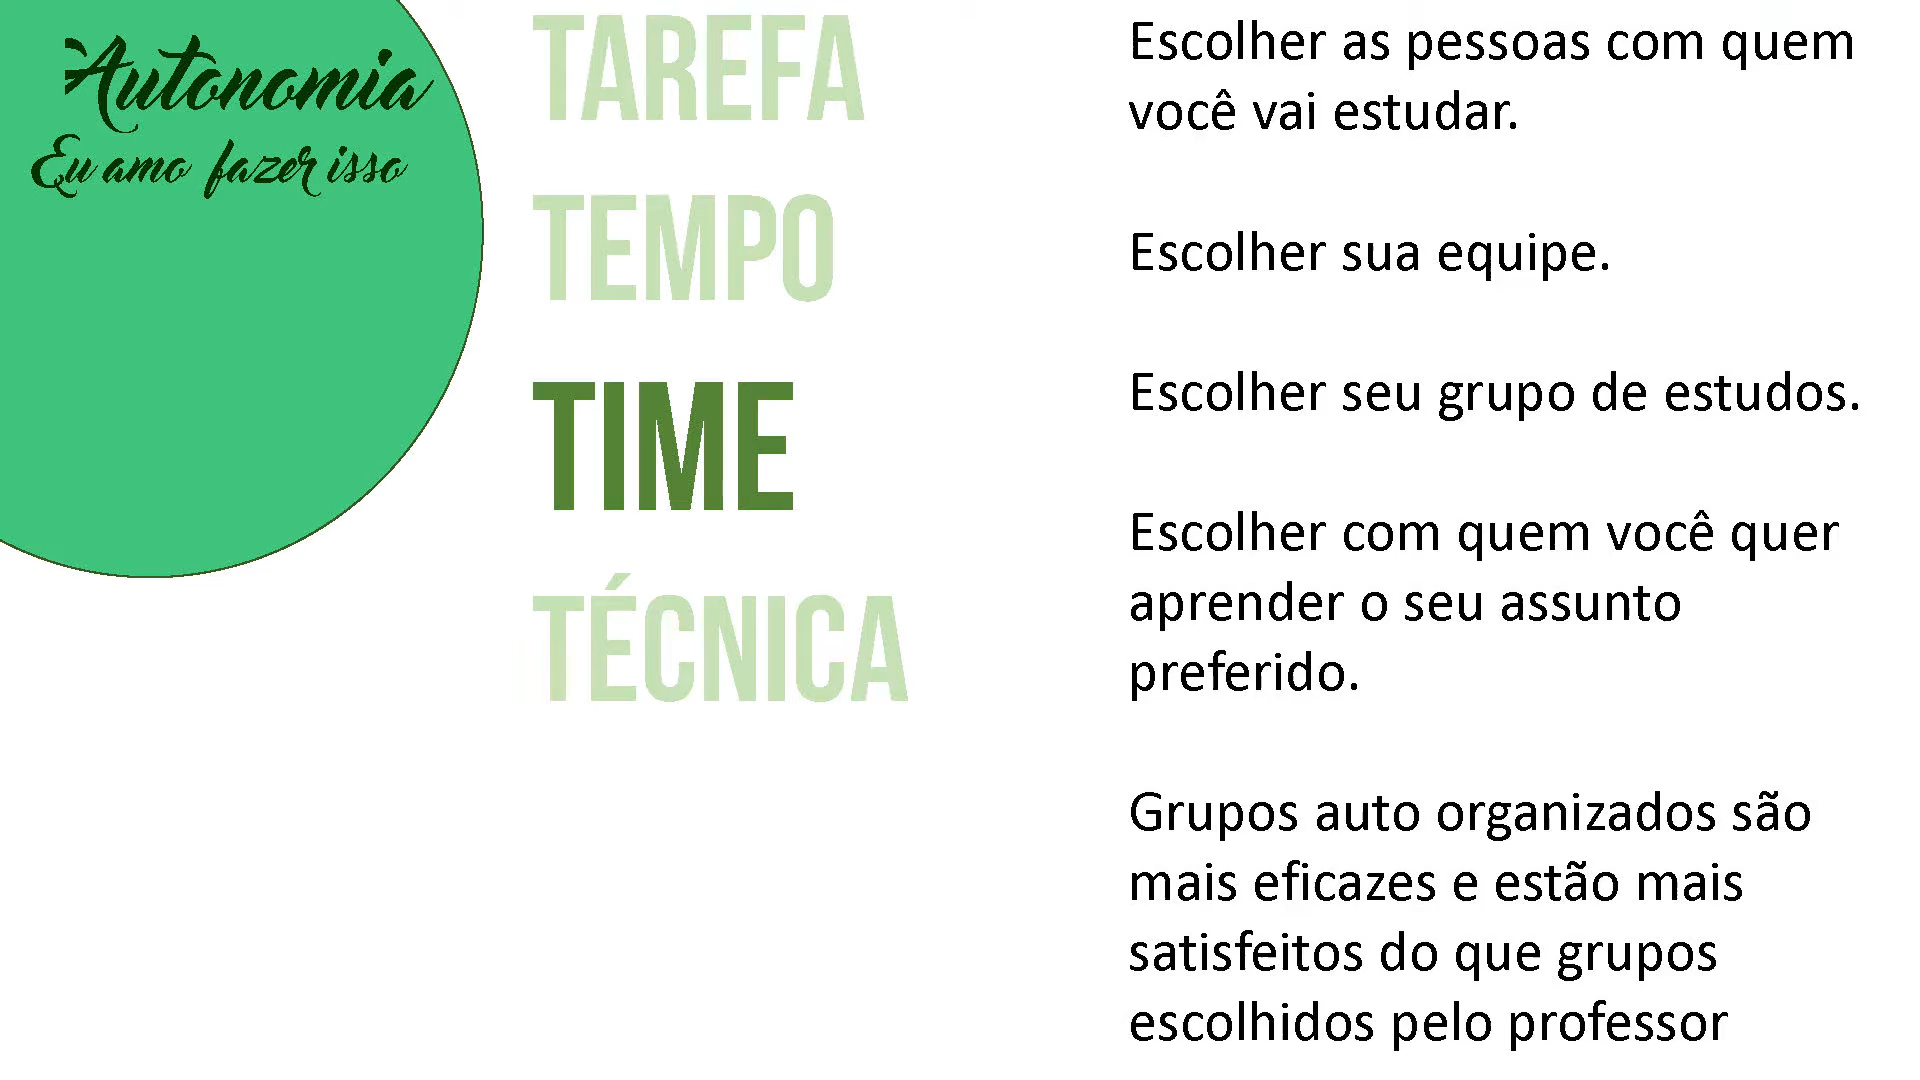 Autonomia
Eu amo fazer isso
TAREFA
TEMPO
TIME
TÉCNICA
Escolher as pessoas com quem
você vai estudar.
Escolher sua equipe.
Escolher seu grupo de estudos.
Escolher com quem você quer
aprender o seu assunto
preferido.
Grupos auto organizados são
mais eficazes e estão mais
satisfeitos do que grupos
escolhidos pelo professor